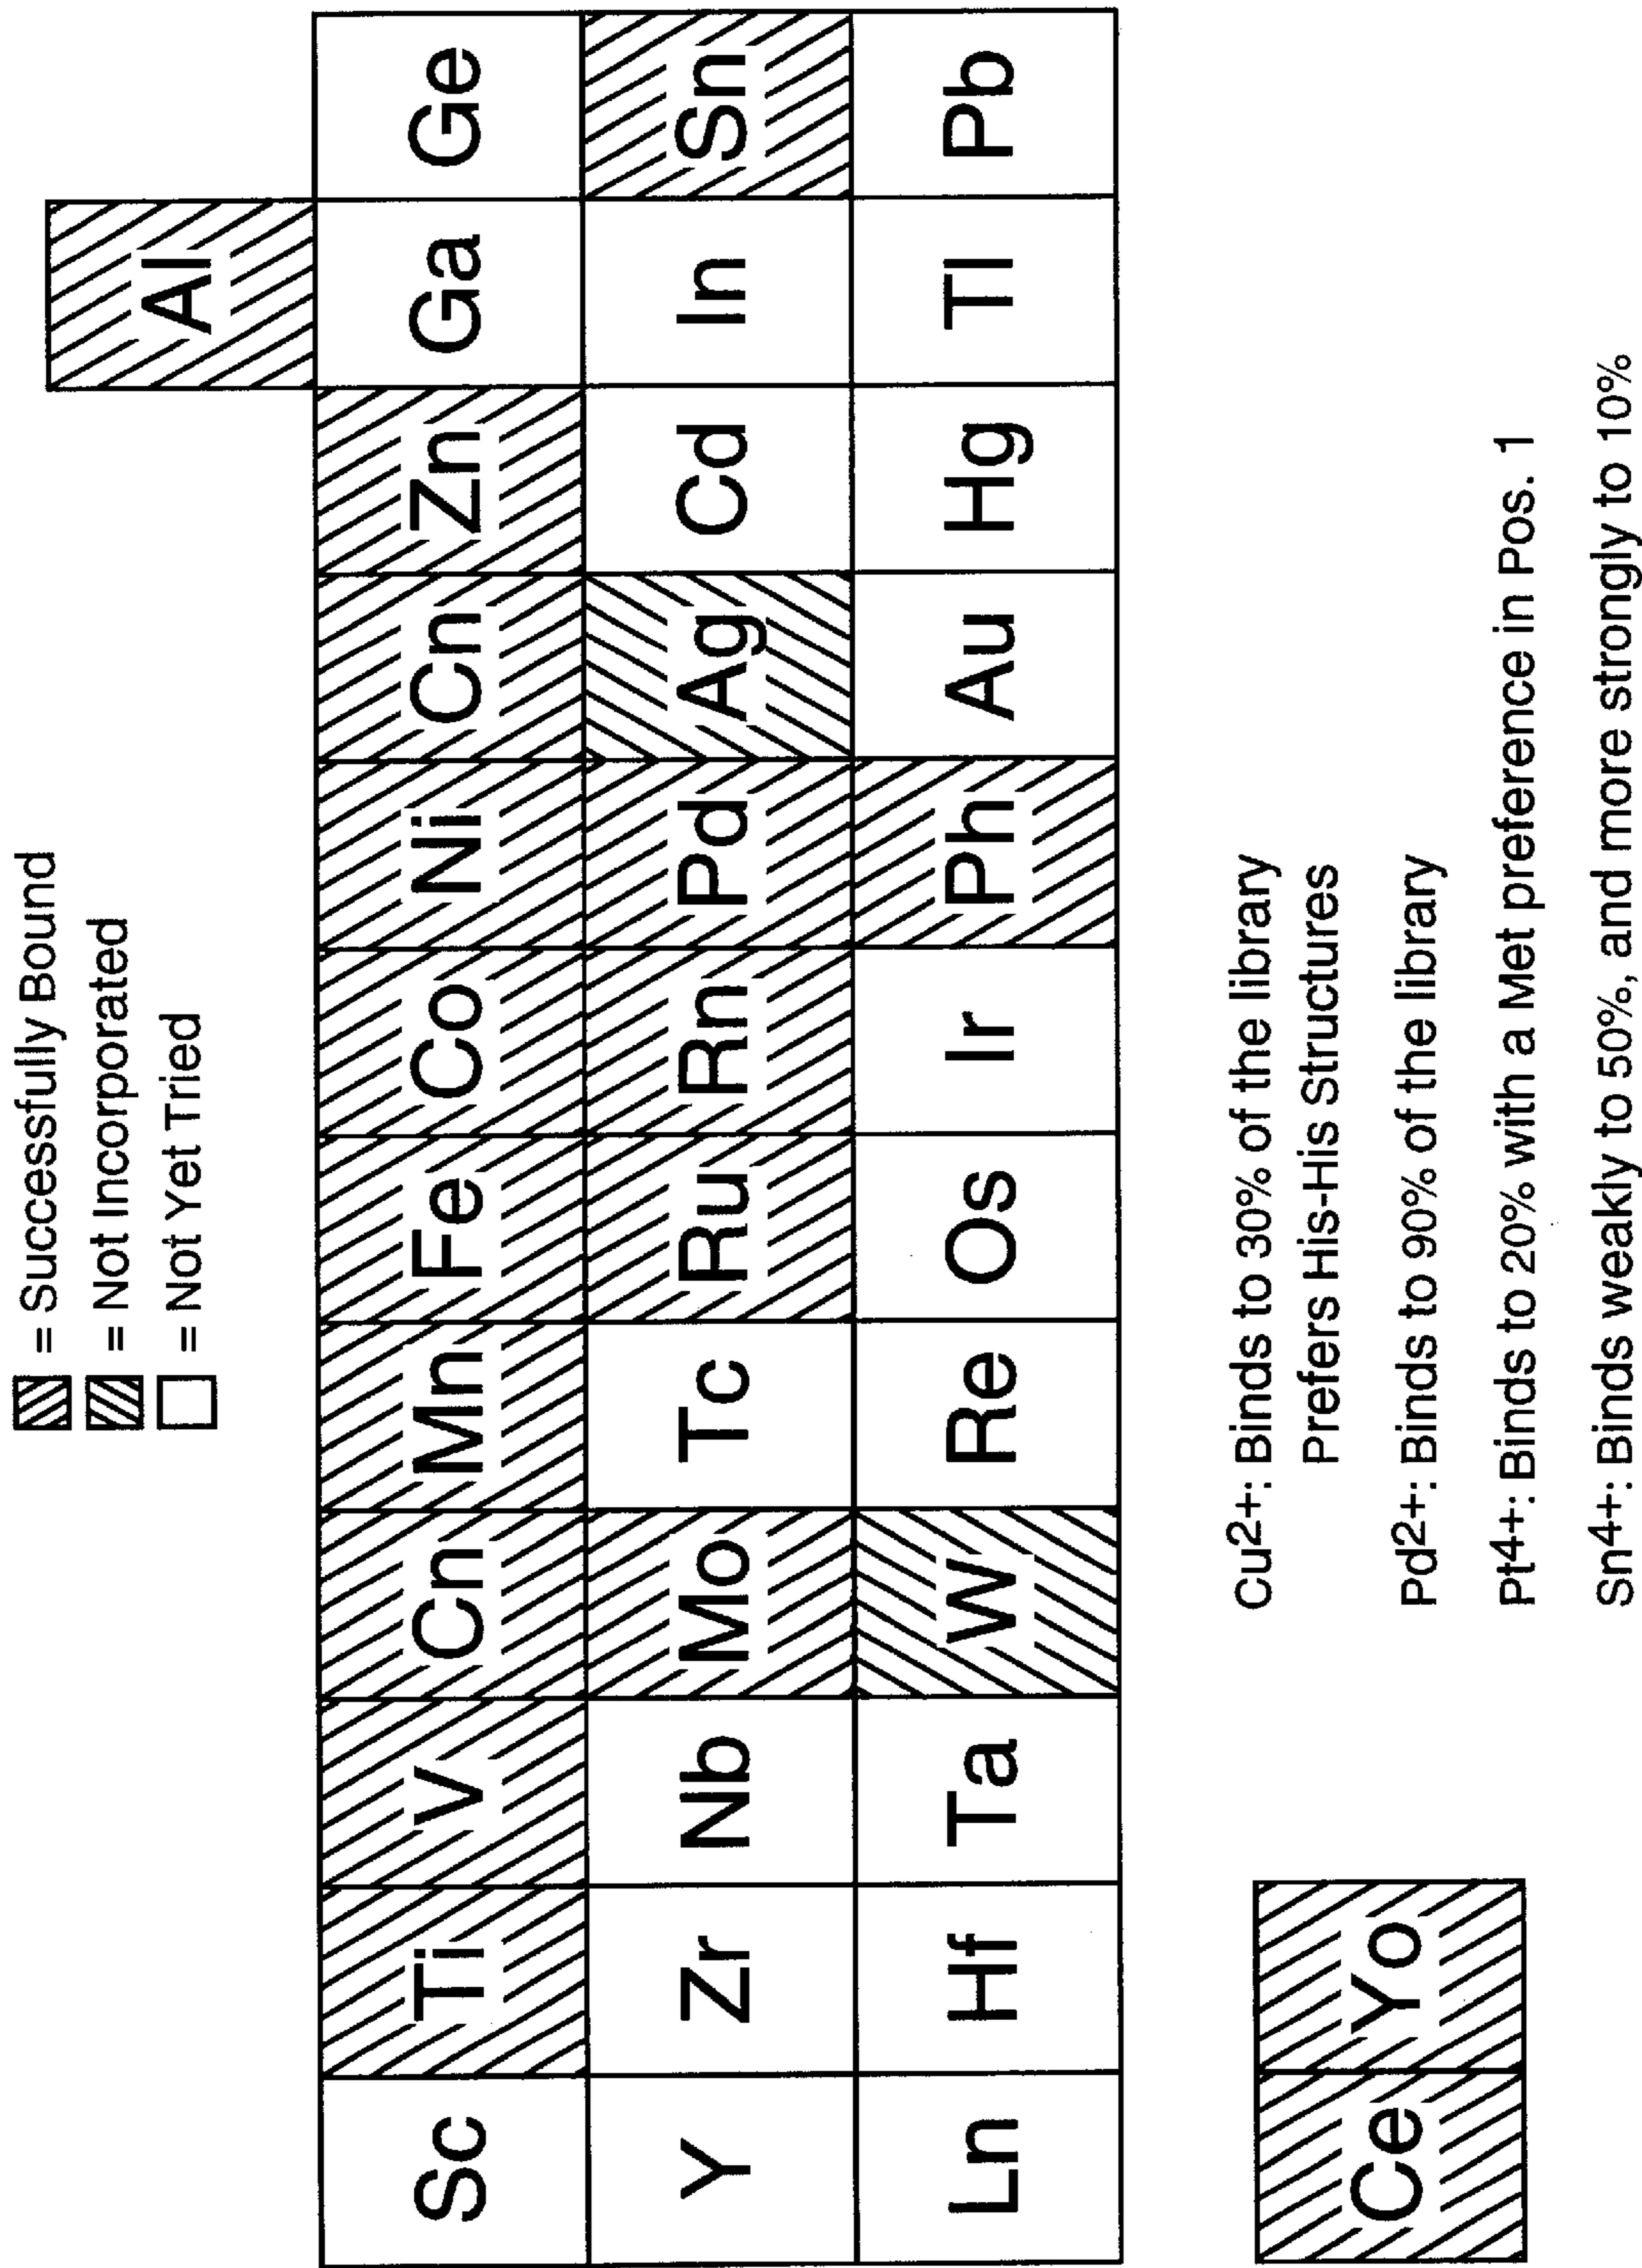 = Successfully Bound
= Not Incorporated
= Not Yet Tried
Al
Sc Ti V Cn Mn Fe Co Ni Cn Zn Ga Ge
Y Zr Nb Mo Tc Ru Rn Pd Ag Cd In Sn
Ln Hf Ta W Re Os Ir Ph Au Hg Tl Pb
Ce Yo
Cu2+: Binds to 30% of the library
Prefers His-His Structures
Pd2+: Binds to 90% of the library
Pt4+: Binds to 20% with a Met preference in Pos. 1
Sn4+: Binds weakly to 50%, and more strongly to 10%